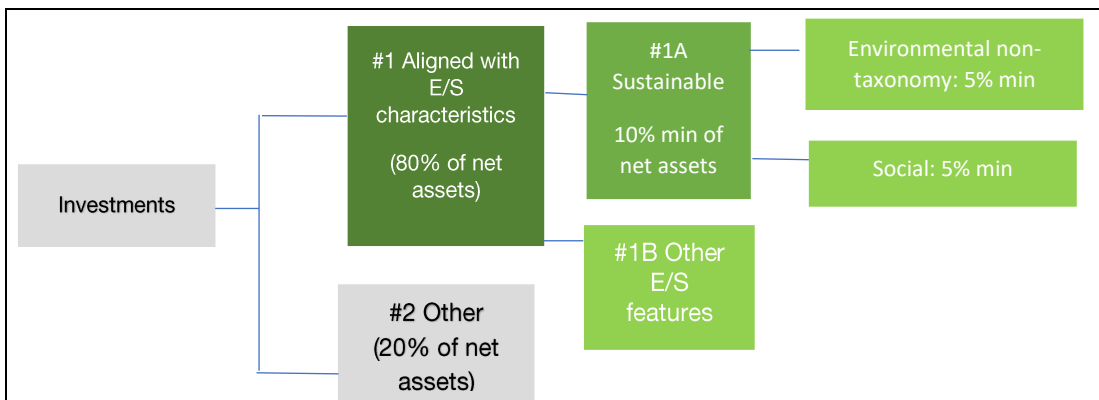 Investments
#1 Aligned with
E/S
characteristics
(80% of net
assets)
#2 Other
(20% of net
assets)
#1A
Sustainable
10% min of
net assets
#1B Other
E/S
features
Environmental non-
taxonomy: 5% min
Social: 5% min